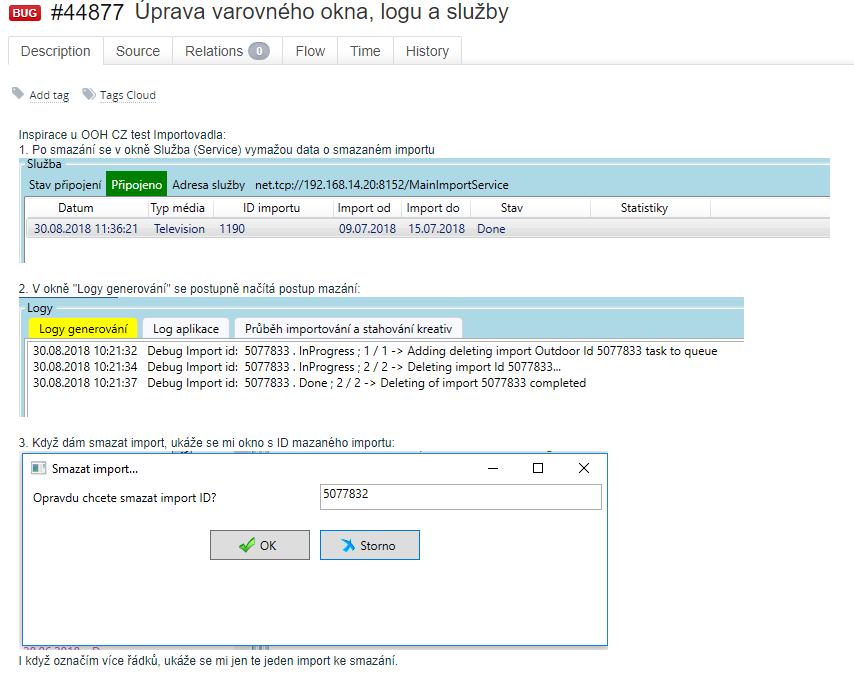 BUG #44877 Úprava varovného okna, logu a služby
Description Source Relations 0 Flow Time History
Add tag Tags Cloud
Inspirace u OOH CZ test Importovadla:
1. Po smazání se v okně Služba (Service) vymažou data o smazaném importu
Služba
Stav připojení Připojeno Adresa služby net.tcp://192.168.14.20:8152/MainImportService
Datum Typ média ID importu Import od Import do Stav Statistiky
30.08.2018 11:36:21 Television 1190 09.07.2018 15.07.2018 Done
2. V okně "Logy generování" se postupně načítá postup mazání:
Logy
Logy generování Log aplikace Průběh importování a stahování kreativ
30.08.2018 10:21:32 Debug Import id: 5077833 . InProgress ; 1 / 1 -> Adding deleting import Outdoor Id 5077833 task to queue
30.08.2018 10:21:34 Debug Import id: 5077833 . InProgress ; 2 / 2 -> Deleting import Id 5077833...
30.08.2018 10:21:37 Debug Import id: 5077833 . Done ; 2 / 2 -> Deleting of import 5077833 completed
3. Když dám smazat import, ukáže se mi okno s ID mazaného importu:
Smazat import...
Opravdu chcete smazat import ID? 5077832
OK Storno
I když označím více řádků, ukáže se mi jen te jeden import ke smazání.